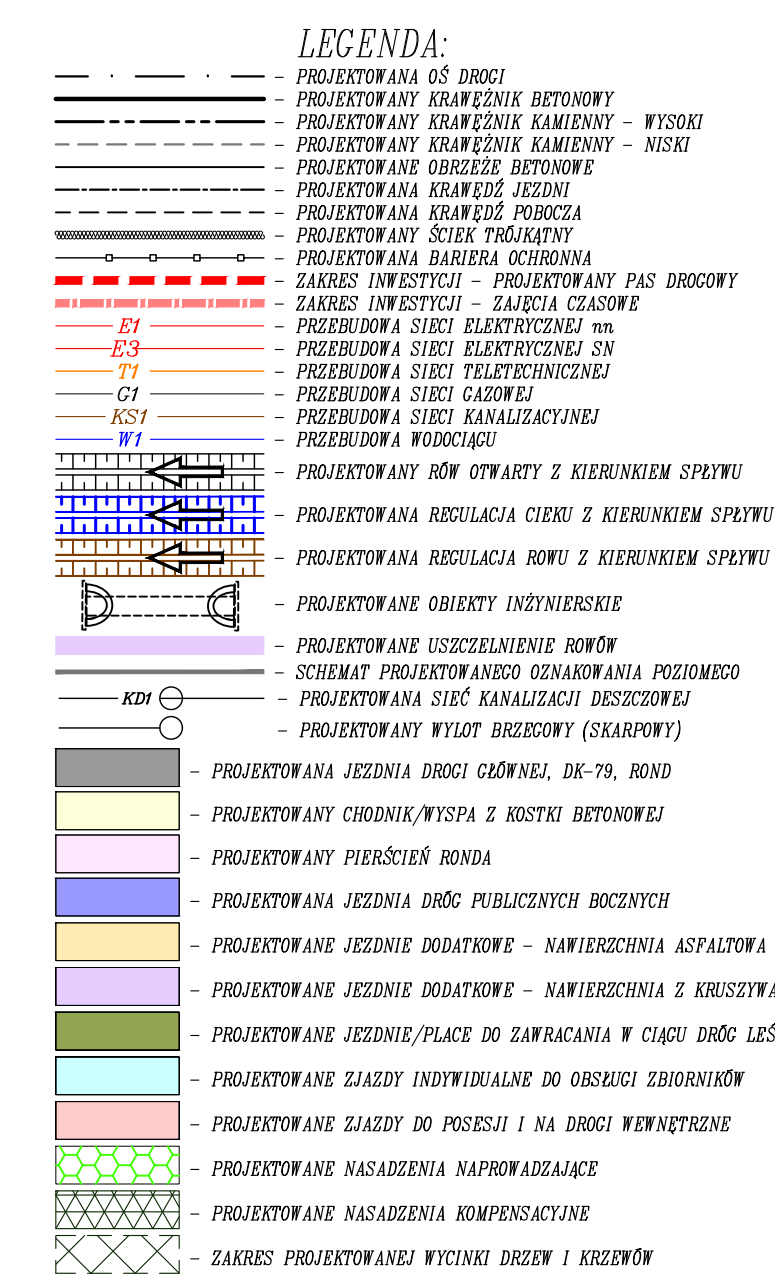 LEGENDA:
– PROJEKTOWANA OŚ DROGI
– PROJEKTOWANY KRAWĘŻNIK BETONOWY
– PROJEKTOWANY KRAWĘŻNIK KAMIENNY – WYSOKI
– PROJEKTOWANY KRAWĘŻNIK KAMIENNY – NISKI
– PROJEKTOWANE OBRZEŻE BETONOWE
– PROJEKTOWANA KRAWĘDŹ JEZDNI
– PROJEKTOWANA KRAWĘDŹ POBOCZA
– PROJEKTOWANY ŚCIEK TRÓJKĄTNY
– PROJEKTOWANA BARIERA OCHRONNA
– ZAKRES INWESTYCJI – PROJEKTOWANY PAS DROGOWY
– ZAKRES INWESTYCJI – ZAJĘCIA CZASOWE
E1 – PRZEBUDOWA SIECI ELEKTRYCZNEJ nn
E3 – PRZEBUDOWA SIECI ELEKTRYCZNEJ SN
T1 – PRZEBUDOWA SIECI TELETECHNICZNEJ
G1 – PRZEBUDOWA SIECI GAZOWEJ
KS1 – PRZEBUDOWA SIECI KANALIZACYJNEJ
W1 – PRZEBUDOWA WODOCIĄGU
– PROJEKTOWANY RÓW OTWARTY Z KIERUNKIEM SPŁYWU
– PROJEKTOWANA REGULACJA CIEKU Z KIERUNKIEM SPŁYWU
– PROJEKTOWANA REGULACJA ROWU Z KIERUNKIEM SPŁYWU
– PROJEKTOWANE OBIEKTY INŻYNIERSKIE
– PROJEKTOWANE USZCZELNIENIE ROWÓW
– SCHEMAT PROJEKTOWANEGO OZNAKOWANIA POZIOMEGO
KD1 – PROJEKTOWANA SIEĆ KANALIZACJI DESZCZOWEJ
– PROJEKTOWANY WYLOT BRZEGOWY (SKARPOWY)
– PROJEKTOWANA JEZDNIA DROGI GŁÓWNEJ, DK-79, ROND
– PROJEKTOWANY CHODNIK/WYSPA Z KOSTKI BETONOWEJ
– PROJEKTOWANY PIERŚCIEŃ RONDA
– PROJEKTOWANA JEZDNIA DRÓG PUBLICZNYCH BOCZNYCH
– PROJEKTOWANE JEZDNIE DODATKOWE – NAWIERZCHNIA ASFALTOWA
– PROJEKTOWANE JEZDNIE DODATKOWE – NAWIERZCHNIA Z KRUSZYWA
– PROJEKTOWANE JEZDNIE/PLACE DO ZAWRACANIA W CIĄGU DRÓG LEŚ
– PROJEKTOWANE ZJAZDY INDYWIDUALNE DO OBSŁUGI ZBIORNIKÓW
– PROJEKTOWANE ZJAZDY DO POSESJI I NA DROGI WEWNĘTRZNE
– PROJEKTOWANE NASADZENIA NAPROWADZAJĄCE
– PROJEKTOWANE NASADZENIA KOMPENSACYJNE
– ZAKRES PROJEKTOWANEJ WYCINKI DRZEW I KRZEWÓW